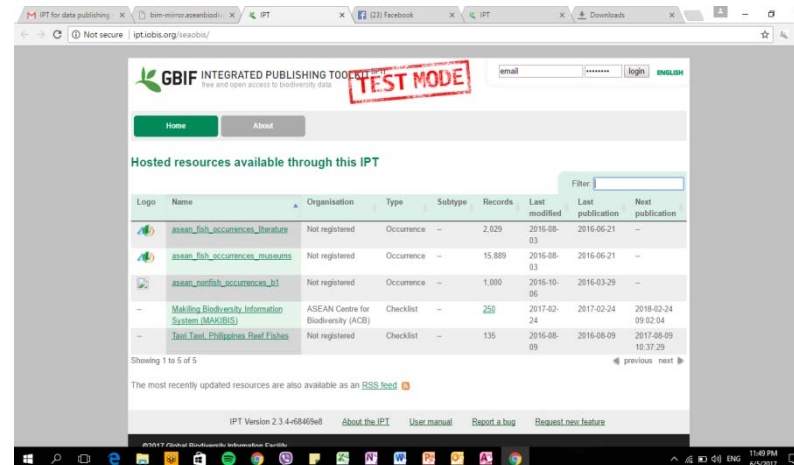 IPT for data publishing
bim-mirror.aseanbiodi
IPT
(23) Facebook
IPT
Downloads
Not secure ipt.iobis.org/seaobis/
GBIF INTEGRATED PUBLISHING TOOLKIT (IPT)
free and open access to biodiversity data
TEST MODE
email
login
ENGLISH
Home
About
Hosted resources available through this IPT
Filter:
Logo Name Organisation Type Subtype Records Last modified Last publication Next publication
asean_fish_occurrences_literature Not registered Occurrence -- 2,029 2016-08-03 2016-06-21 --
asean_fish_occurrences_museums Not registered Occurrence -- 15,889 2016-08-03 2016-06-21 --
asean_nonfish_occurrences_b1 Not registered Occurrence -- 1,000 2016-10-06 2016-03-29 --
-- Makiling Biodiversity Information System (MAKIBIS) ASEAN Centre for Biodiversity (ACB) Checklist -- 250 2017-02-24 2017-02-24 2018-02-24 09:02:04
-- Tawi Tawi, Philippines Reef Fishes Not registered Checklist -- 135 2016-08-09 2016-08-09 2017-08-09 10:37:29
Showing 1 to 5 of 5
previous next
The most recently updated resources are also available as an RSS feed.
IPT Version 2.3.4-r68465e8 About the IPT User manual Report a bug Request new feature
©2017 Global Biodiversity Information Facility
ENG
11:49 PM
6/5/2017